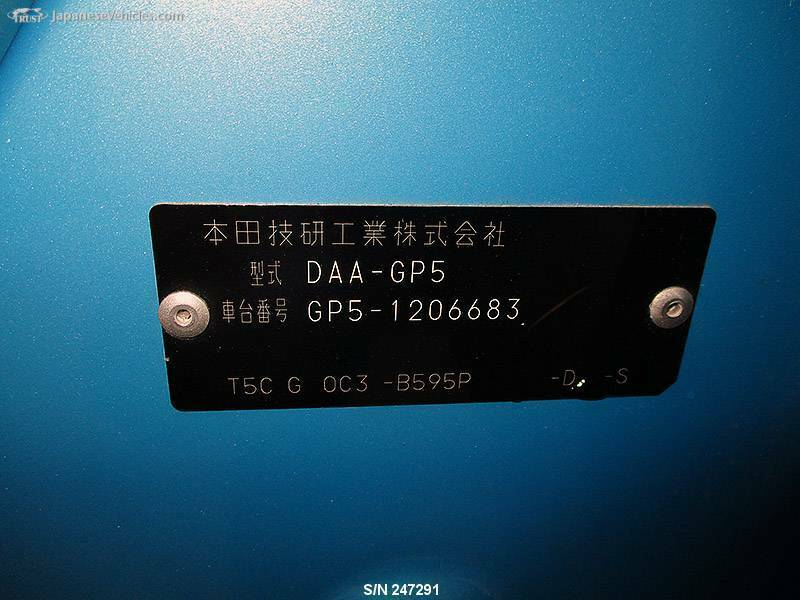 TRUST JapaneseVehicles.com
本田技研工業株式会社
型式 DAA-GP5
車台番号 GP5-1206683
T5C G 0C3 -B595P -D -S
S/N 247291